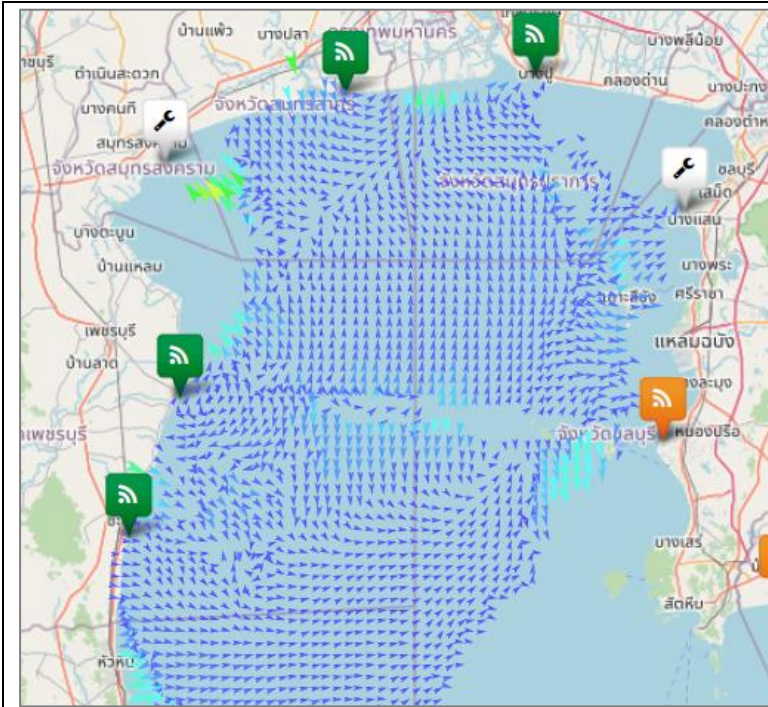 บ้านแพ้ว
บางปลา
กรุงเทพมหานคร
บางพลีน้อย
าชบุรี
ดำเนินสะดวก
บางปู
คลองด่าน
บางปะกง
บางคนที
จังหวัดสมุทรสาคร
คลองตำห
จังหวัดสมุทรสงคราม
จังหวัดสมุทรปราการ
ชลบุรี
เสม็ด
บางแสน
บางตะบูน
บ้านแหลม
บางพระ
เกาะสีชัง
ศรีราชา
เพชรบุรี
แหลมฉบัง
บ้านลาด
างละมุง
าเพชรบุรี
จังหวัดชลบุรี
หนองปรือ
บางเสร่
สัตหีบ
หัวหิน